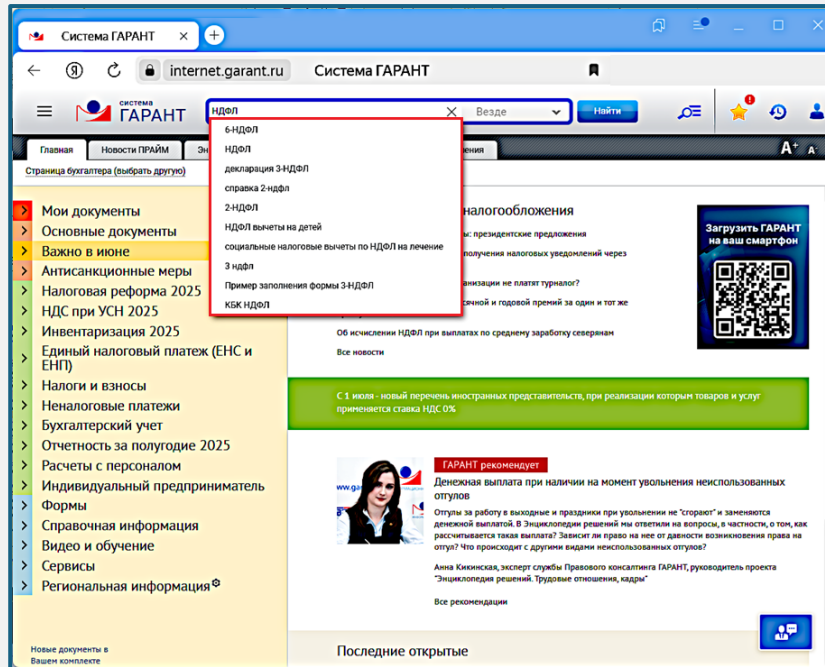 Система ГАРАНТ
internet.garant.ru Система ГАРАНТ
система
ГАРАНТ
НДФЛ
Везде
Найти
6-НДФЛ
НДФЛ
декларация 3-НДФЛ
справка 2-ндфл
2-НДФЛ
НДФЛ вычеты на детей
социальные налоговые вычеты по НДФЛ на лечение
3 ндфл
Пример заполнения формы 3-НДФЛ
КБК НДФЛ
Главная
Новости ПРАЙМ
Эн
ния
А+ А-
Страница бухгалтера (выбрать другую)
Мои документы
Основные документы
Важно в июне
Антисанкционные меры
Налоговая реформа 2025
НДС при УСН 2025
Инвентаризация 2025
Единый налоговый платеж (ЕНС и
ЕНП)
Налоги и взносы
Неналоговые платежи
Бухгалтерский учет
Отчетность за полугодие 2025
Расчеты с персоналом
Индивидуальный предприниматель
Формы
Справочная информация
Видео и обучение
Сервисы
Региональная информация
Новые документы в
Вашем комплекте
налогообложения
ы: президентские предложения
получения налоговых уведомлений через
анизации не платят турналог?
сячной и годовой премий за один и тот же
Об исчислении НДФЛ при выплатах по среднему заработку северянам
Все новости
Загрузить ГАРАНТ
на ваш смартфон
С 1 июля - новый перечень иностранных представительств, при реализации которым товаров и услуг
применяется ставка НДС 0%
ГАРАНТ рекомендует
Денежная выплата при наличии на момент увольнения неиспользованных
отгулов
Отгулы за работу в выходные и праздники при увольнении не "сгорают" и заменяются
денежной выплатой. В Энциклопедии решений мы ответили на вопросы, в частности, о том, как
рассчитывается такая выплата? Зависит ли право на нее от давности возникновения права на
отгул? Что происходит с другими видами неиспользованных отгулов?
Анна Кикинская, эксперт службы Правового консалтинга ГАРАНТ, руководитель проекта
"Энциклопедия решений. Трудовые отношения, кадры"
Все рекомендации
Последние открытые